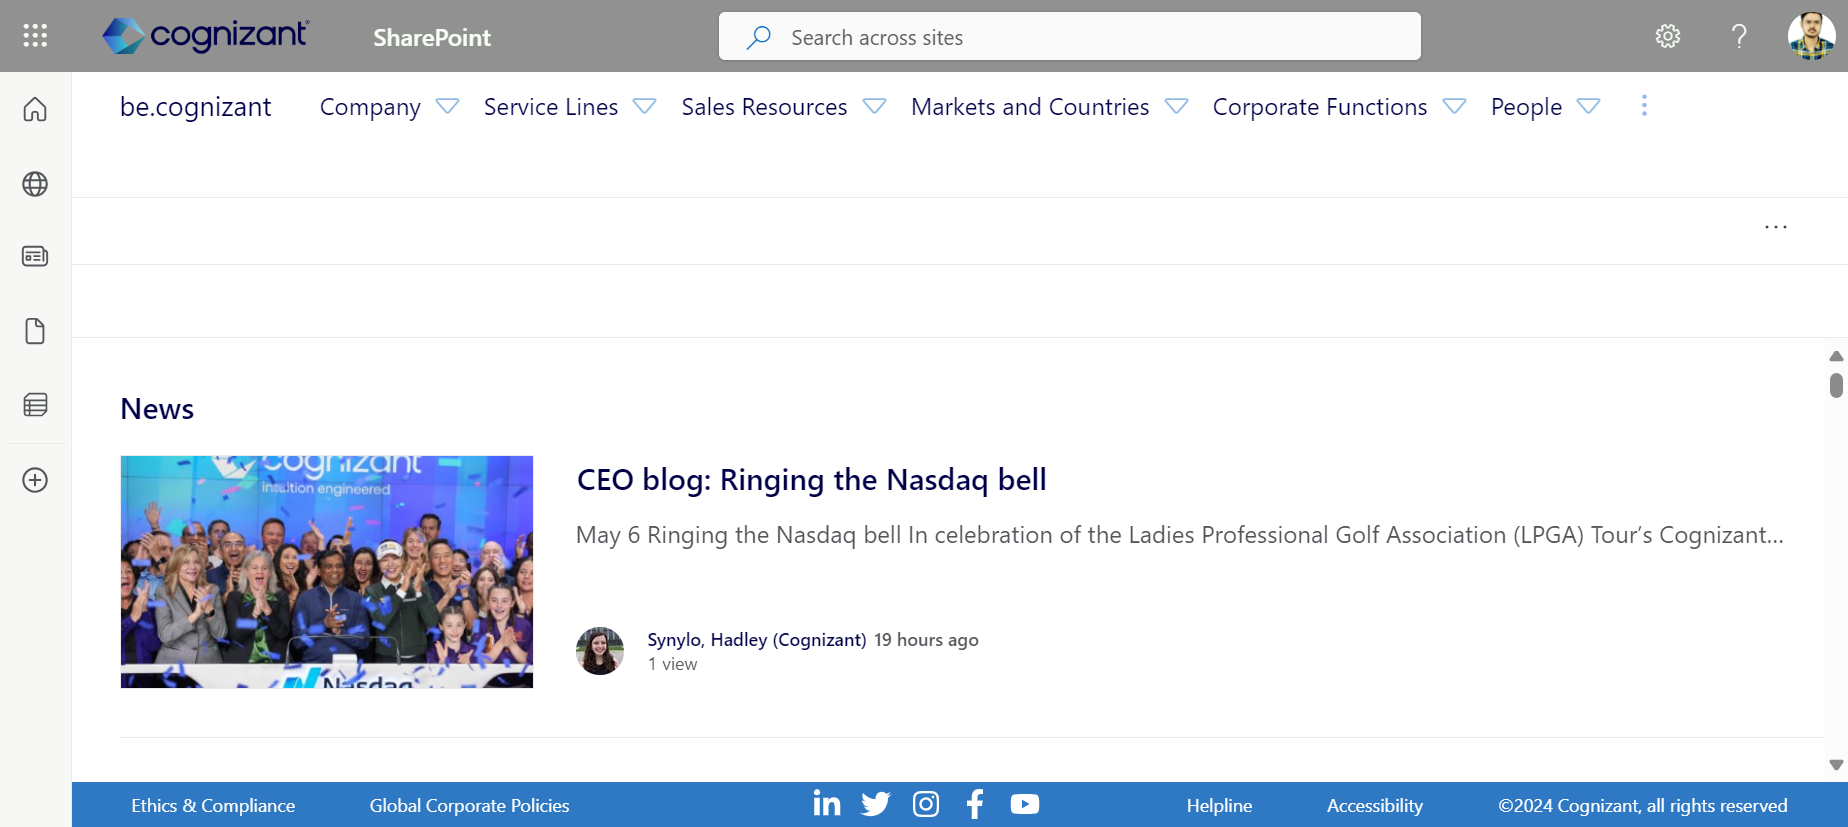 cognizant
SharePoint
Search across sites
be.cognizant
Company
Service Lines
Sales Resources
Markets and Countries
Corporate Functions
People
News
cognizant
intuition engineered
Nasdaq
CEO blog: Ringing the Nasdaq bell
May 6 Ringing the Nasdaq bell In celebration of the Ladies Professional Golf Association (LPGA) Tour’s Cognizant...
Synylo, Hadley (Cognizant) 19 hours ago
1 view
Ethics & Compliance
Global Corporate Policies
Helpline
Accessibility
©2024 Cognizant, all rights reserved